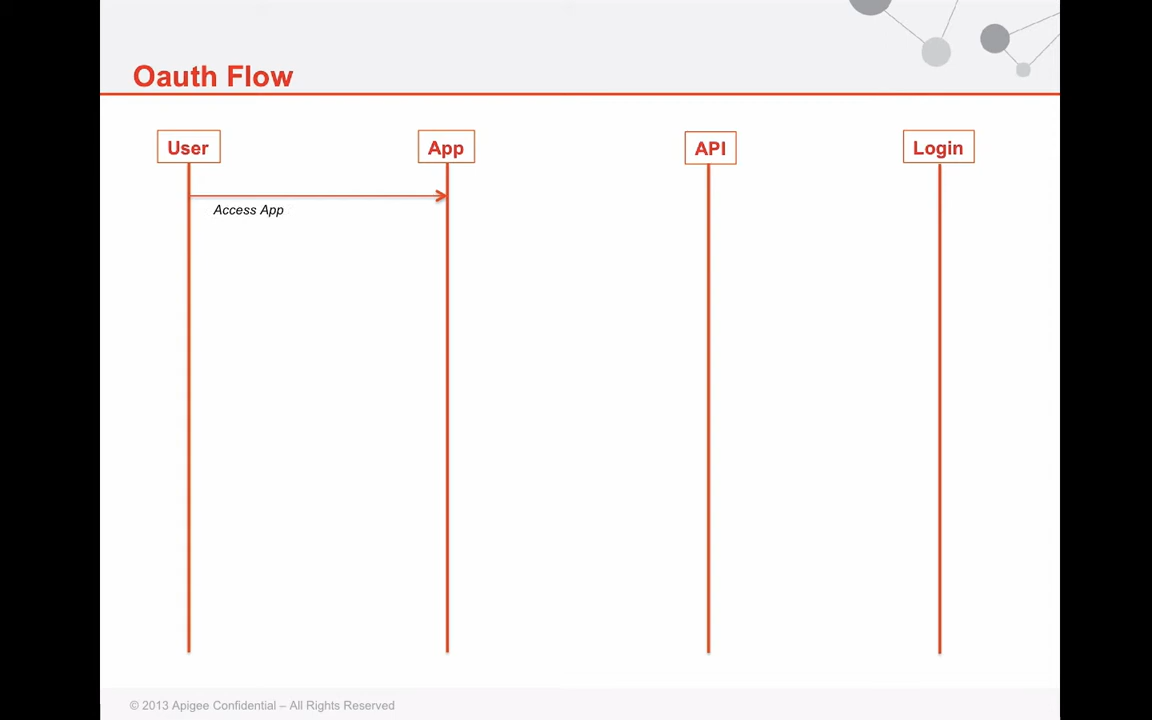 Oauth Flow
User
App
API
Login
Access App
© 2013 Apigee Confidential – All Rights Reserved